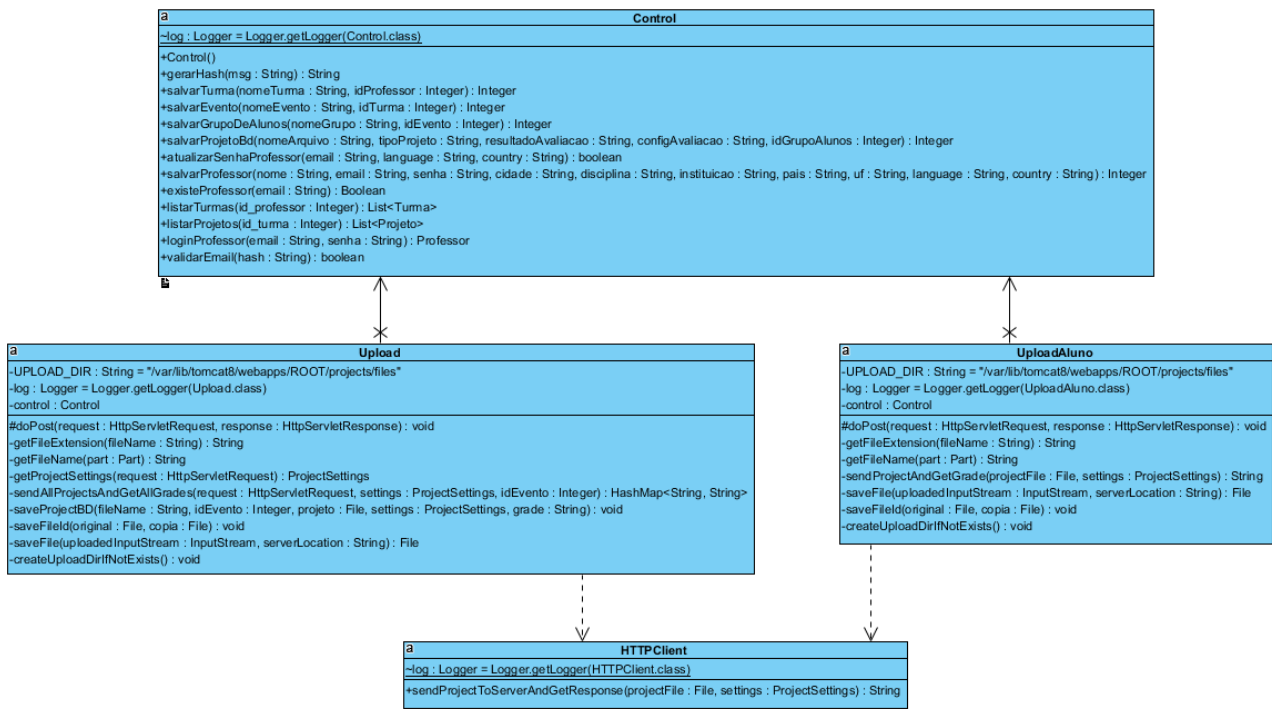 a
Control
~log : Logger = Logger.getLogger(Control.class)
+Control()
+gerarHash(msg : String) : String
+salvarTurma(nomeTurma : String, idProfessor : Integer) : Integer
+salvarEvento(nomeEvento : String, idTurma : Integer) : Integer
+salvarGrupoDeAlunos(nomeGrupo : String, idEvento : Integer) : Integer
+salvarProjetoBd(nomeArquivo : String, tipoProjeto : String, resultadoAvaliacao : String, configAvaliacao : String, idGrupoAlunos : Integer) : Integer
+atualizarSenhaProfessor(email : String, language : String, country : String) : boolean
+salvarProfessor(nome : String, email : String, senha : String, cidade : String, disciplina : String, instituicao : String, pais : String, uf : String, language : String, country : String) : Integer
+existeProfessor(email : String) : Boolean
+listarTurmas(id_professor : Integer) : List<Turma>
+listarProjetos(id_turma : Integer) : List<Projeto>
+loginProfessor(email : String, senha : String) : Professor
+validarEmail(hash : String) : boolean
a
Upload
-UPLOAD_DIR : String = "/var/lib/tomcat8/webapps/ROOT/projects/files"
-log : Logger = Logger.getLogger(Upload.class)
-control : Control
#doPost(request : HttpServletRequest, response : HttpServletResponse) : void
-getFileExtension(fileName : String) : String
-getFileName(part : Part) : String
-getProjectSettings(request : HttpServletRequest) : ProjectSettings
-sendAllProjectsAndGetAllGrades(request : HttpServletRequest, settings : ProjectSettings, idEvento : Integer) : HashMap<String, String>
-saveProjectBD(fileName : String, idEvento : Integer, projeto : File, settings : ProjectSettings, grade : String) : void
-saveFileId(original : File, copia : File) : void
-saveFile(uploadedInputStream : InputStream, serverLocation : String) : File
-createUploadDirIfNotExists() : void
a
UploadAluno
-UPLOAD_DIR : String = "/var/lib/tomcat8/webapps/ROOT/projects/files"
-log : Logger = Logger.getLogger(UploadAluno.class)
-control : Control
#doPost(request : HttpServletRequest, response : HttpServletResponse) : void
-getFileExtension(fileName : String) : String
-getFileName(part : Part) : String
-sendProjectAndGetGrade(projectFile : File, settings : ProjectSettings) : String
-saveFile(uploadedInputStream : InputStream, serverLocation : String) : File
-saveFileId(original : File, copia : File) : void
-createUploadDirIfNotExists() : void
a
HTTPClient
~log : Logger = Logger.getLogger(HTTPClient.class)
+sendProjectToServerAndGetResponse(projectFile : File, settings : ProjectSettings) : String